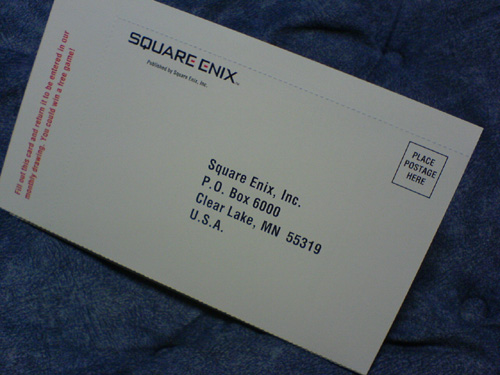 SQUARE ENIX™
Published by Square Enix, Inc.
Fill out this card and return it to be entered in our
monthly drawing. You could win a free game!
PLACE
POSTAGE
HERE
Square Enix, Inc.
P.O. Box 6000
Clear Lake, MN 55319
U.S.A.